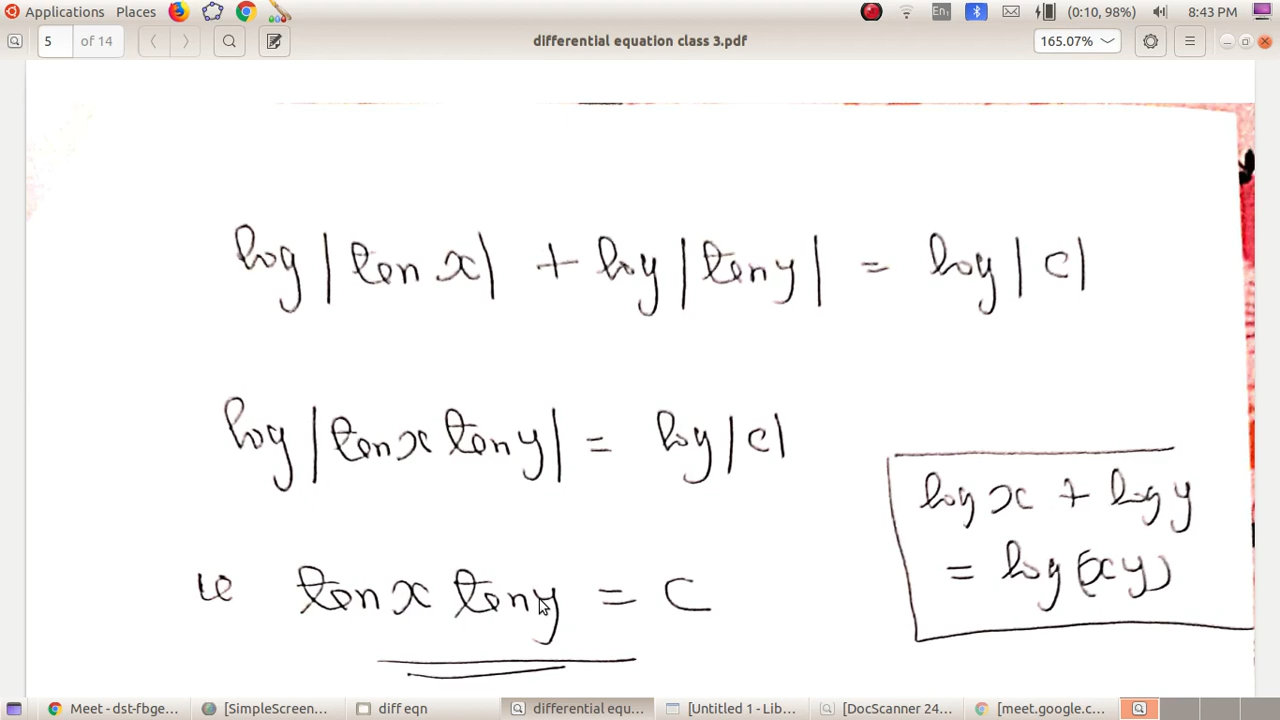 Applications Places En1 (0:10, 98%) 8:43 PM
5 of 14 differential equation class 3.pdf 165.07%
log |tan x| + log |tan y| = log |c|
log |tan x tan y| = log |c|
log x + log y
= log (xy)
ie tan x tan y = C
Meet - dst-fbge... [SimpleScreen... diff eqn differential equ... [Untitled 1 - Lib... [DocScanner 24... [meet.google.c...